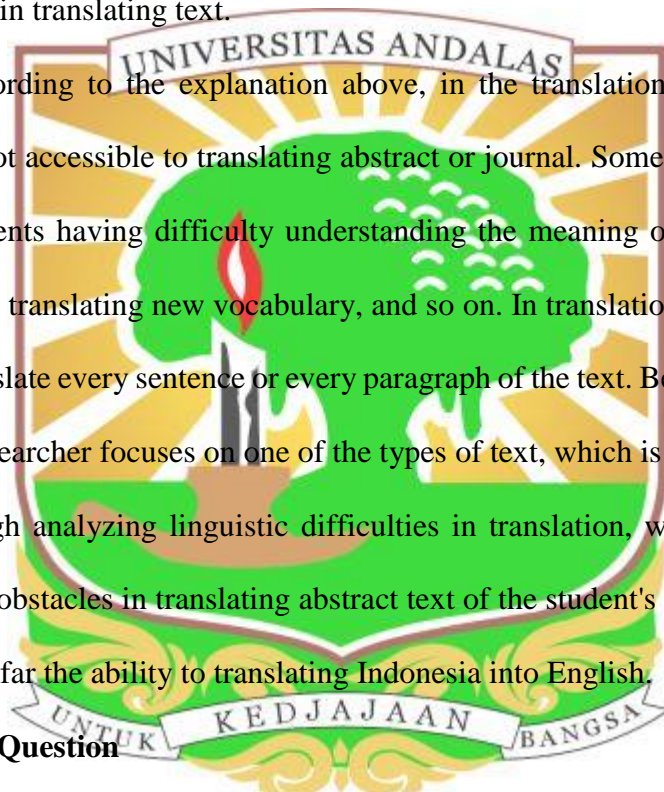 in translating text.
UNIVERSITAS ANDALAS
ording to the explanation above, in the translation
ot accessible to translating abstract or journal. Some
ents having difficulty understanding the meaning o
translating new vocabulary, and so on. In translatio
slate every sentence or every paragraph of the text. Be
earcher focuses on one of the types of text, which is
gh analyzing linguistic difficulties in translation, w
obstacles in translating abstract text of the student's
far the ability to translating Indonesia into English.
UNTUK KEDJAJAAN BANGSA
Question